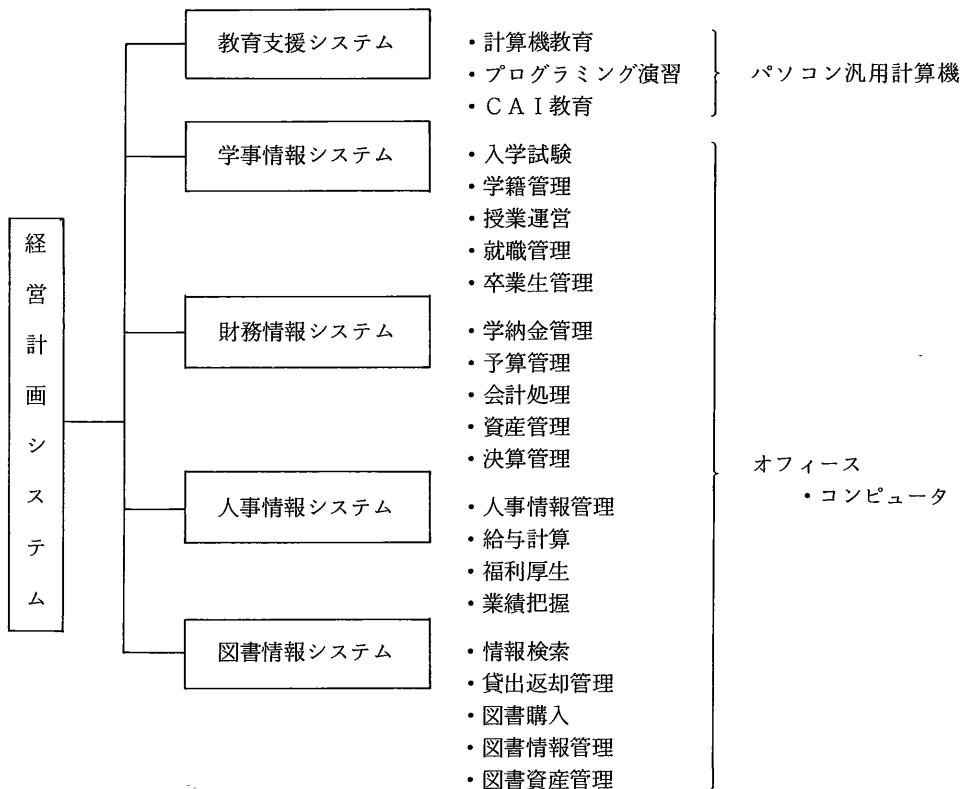 経営計画システム
教育支援システム
・計算機教育
・プログラミング演習
・ＣＡＩ教育
パソコン汎用計算機
学事情報システム
・入学試験
・学籍管理
・授業運営
・就職管理
・卒業生管理
財務情報システム
・学納金管理
・予算管理
・会計処理
・資産管理
・決算管理
人事情報システム
・人事情報管理
・給与計算
・福利厚生
・業績把握
図書情報システム
・情報検索
・貸出返却管理
・図書購入
・図書情報管理
・図書資産管理
オフィース
・コンピュータ